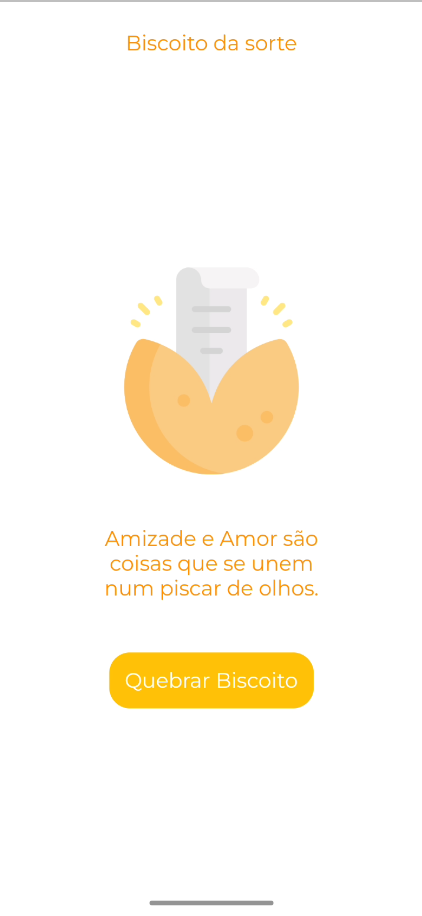 Biscoito da sorte
Amizade e Amor são
coisas que se unem
num piscar de olhos.
Quebrar Biscoito